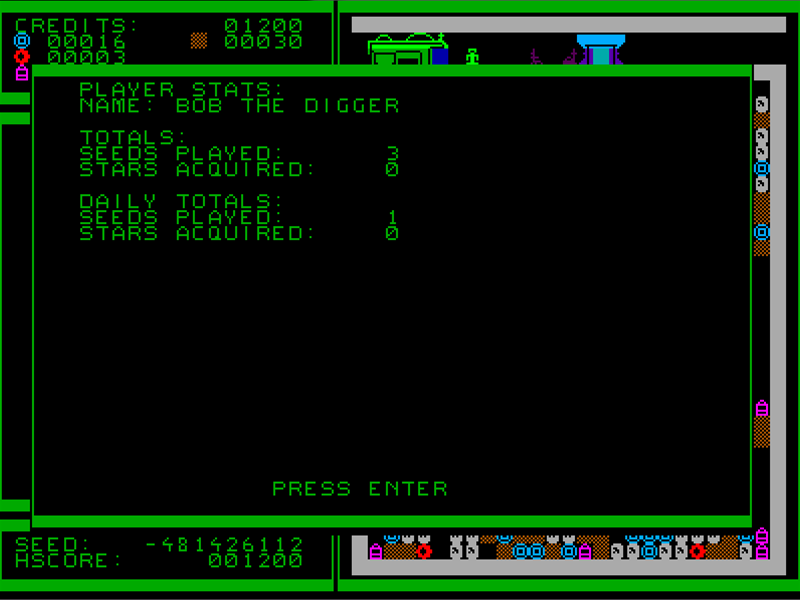 CREDITS: 01200
00016 00030
00003
PLAYER STATS:
NAME: BOB THE DIGGER
TOTALS:
SEEDS PLAYED: 3
STARS ACQUIRED: 0
DAILY TOTALS:
SEEDS PLAYED: 1
STARS ACQUIRED: 0
PRESS ENTER
SEED: -481426112
HSCORE: 001200